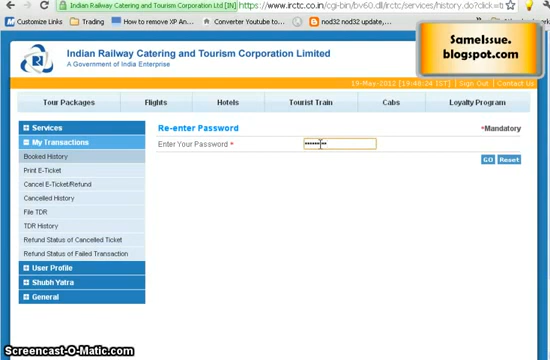 Indian Railway Catering and Tourism Corporation Ltd [IN]
https://www.irctc.co.in/cgi-bin/bv60.dll/irctc/services/history.do?click=t
Customize Links
Trading
How to remove XP An...
Converter Youtube to...
nod32 nod32 update,...
SameIssue.
blogspot.com
Indian Railway Catering and Tourism Corporation Limited
A Government of India Enterprise
19-May-2012 [19:48:34 IST] | Sign Out | Contact Us
Tour Packages
Flights
Hotels
Tourist Train
Cabs
Loyalty Program
Services
My Transactions
Booked History
Print E-Ticket
Cancel E-Ticket/Refund
Cancelled History
File TDR
TDR History
Refund Status of Cancelled Ticket
Refund Status of Failed Transaction
User Profile
Shubh Yatra
General
Re-enter Password
*Mandatory
Enter Your Password *
GO
Reset
Screencast-O-Matic.com